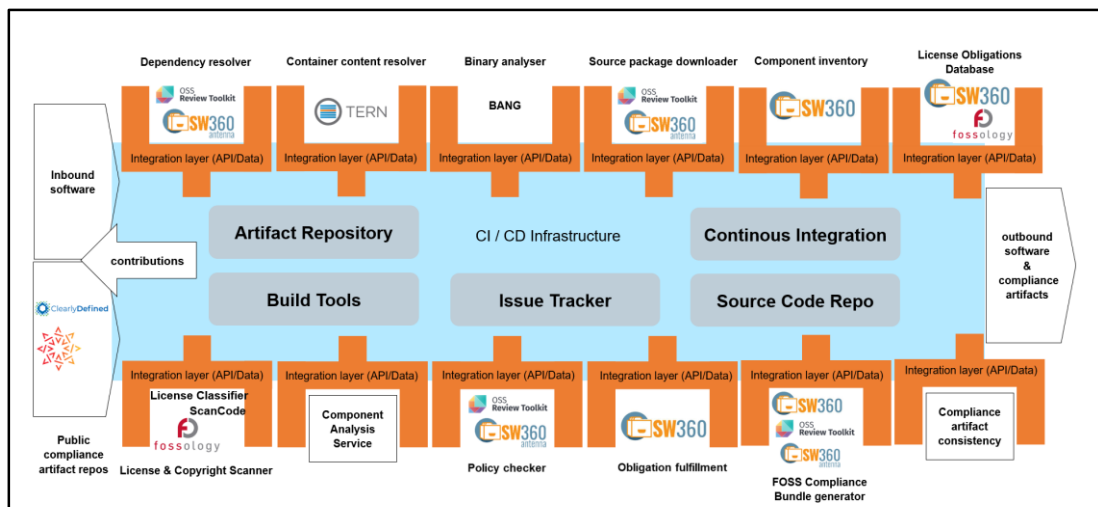 Dependency resolver
Container content resolver
Binary analyser
Source package downloader
Component inventory
License Obligations
Database
OSS
Review Toolkit
SW360
antenna
TERN
BANG
OSS
Review Toolkit
SW360
antenna
SW360
SW360
fossology
Integration layer (API/Data)
Integration layer (API/Data)
Integration layer (API/Data)
Integration layer (API/Data)
Integration layer (API/Data)
Integration layer (API/Data)
Inbound
software
contributions
ClearlyDefined
Public
compliance
artifact repos
Artifact Repository
CI / CD Infrastructure
Continous Integration
Build Tools
Issue Tracker
Source Code Repo
outbound
software
&
compliance
artifacts
Integration layer (API/Data)
Integration layer (API/Data)
Integration layer (API/Data)
Integration layer (API/Data)
Integration layer (API/Data)
Integration layer (API/Data)
License Classifier
ScanCode
fossology
License & Copyright Scanner
Component
Analysis
Service
OSS
Review Toolkit
SW360
antenna
Policy checker
SW360
Obligation fulfillment
SW360
OSS
Review Toolkit
SW360
antenna
FOSS Compliance
Bundle generator
Compliance
artifact
consistency